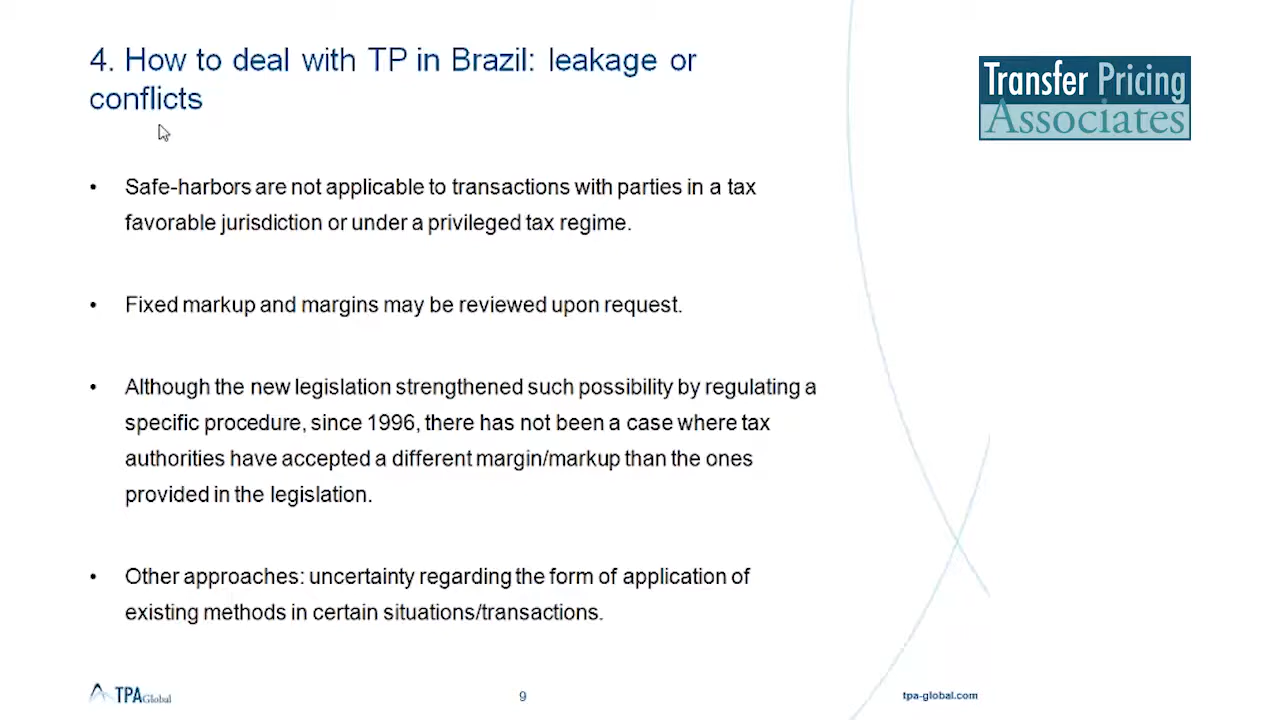 4. How to deal with TP in Brazil: leakage or
conflicts
Transfer Pricing
Associates
• Safe-harbors are not applicable to transactions with parties in a tax
favorable jurisdiction or under a privileged tax regime.
• Fixed markup and margins may be reviewed upon request.
• Although the new legislation strengthened such possibility by regulating a
specific procedure, since 1996, there has not been a case where tax
authorities have accepted a different margin/markup than the ones
provided in the legislation.
• Other approaches: uncertainty regarding the form of application of
existing methods in certain situations/transactions.
TPA Global
9
tpa-global.com